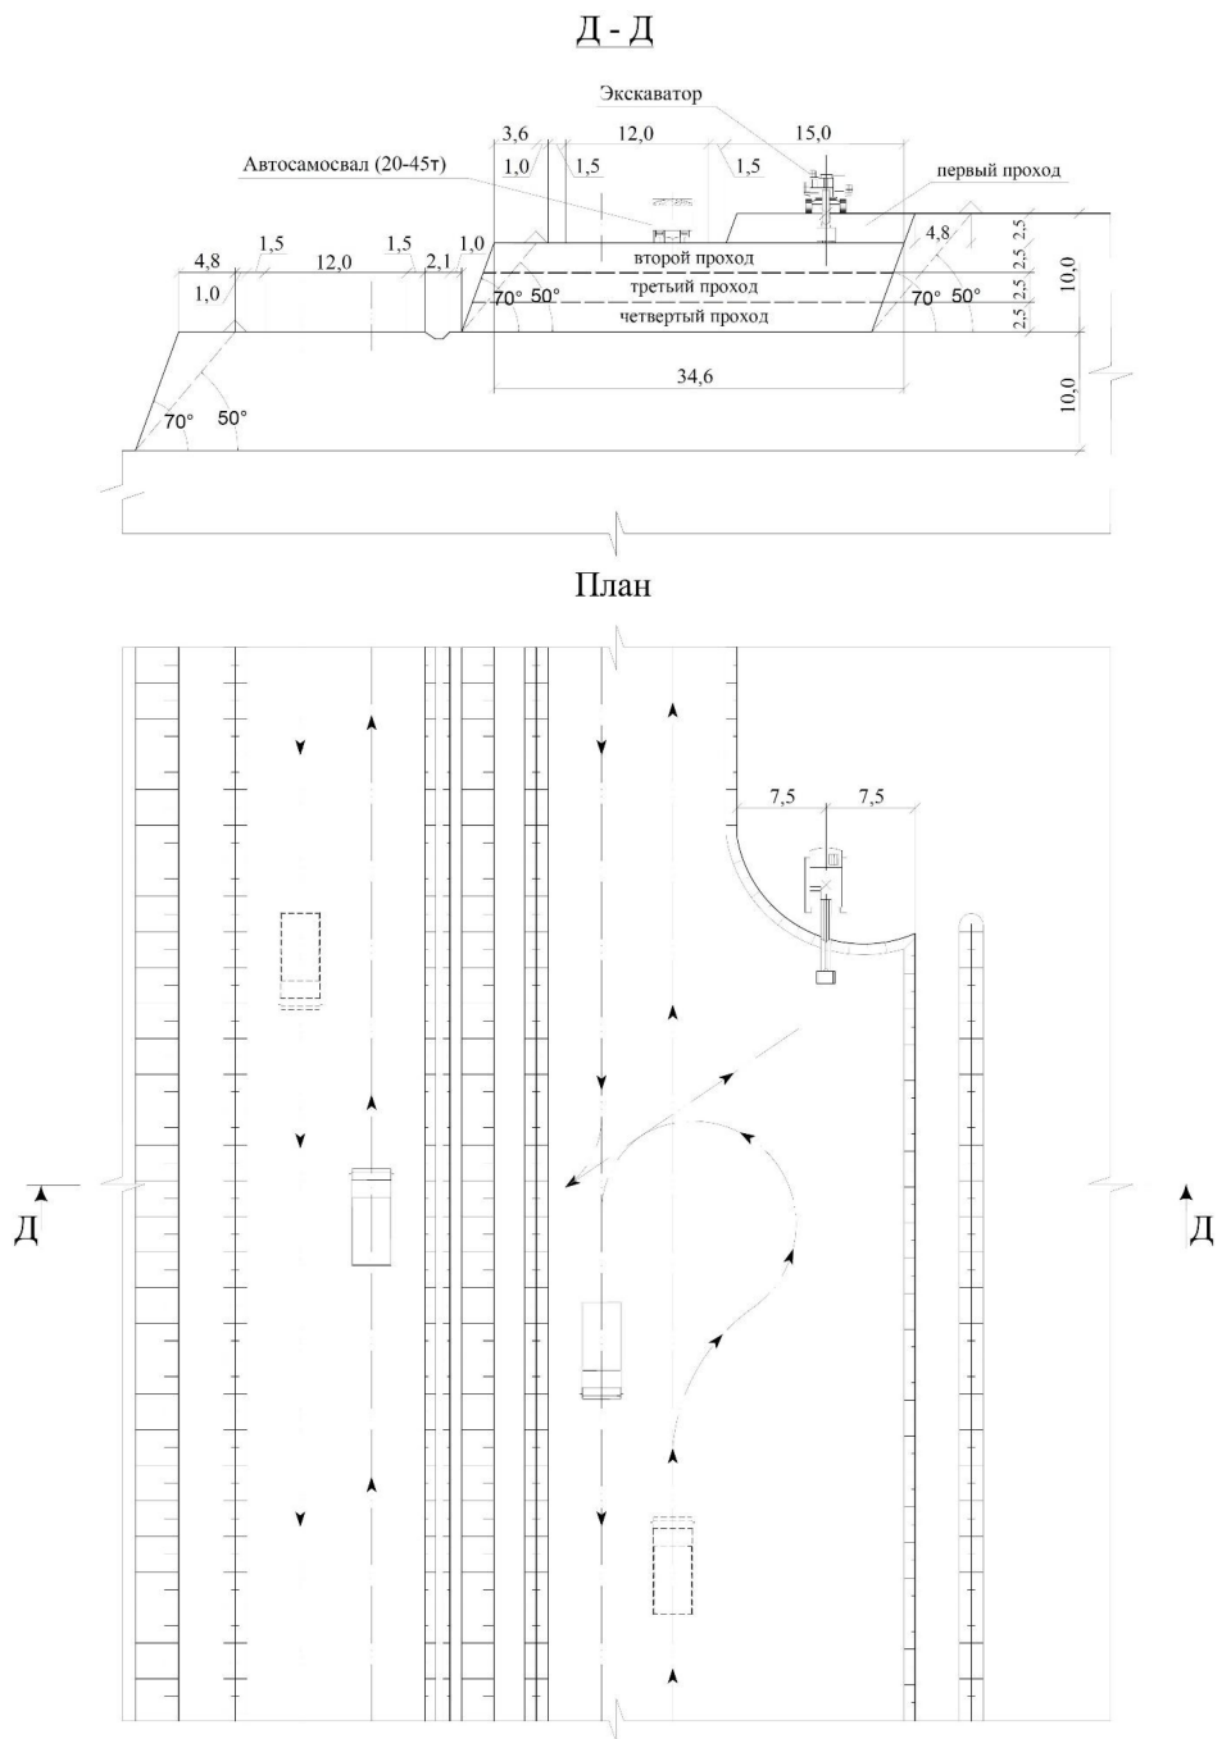 Д - Д
Экскаватор
3,6 12,0 15,0
Автосамосвал (20-45т) 1,0 1,5 1,5 первый проход
4,8 2,5
1,5 1,5 1,0 второй проход 2,5
4,8 12,0 2,1 10,0
1,0 70° 50° третьий проход 70° 50° 2,5
четвертый проход 2,5
34,6
10,0
70° 50°
План
7,5 7,5
Д Д